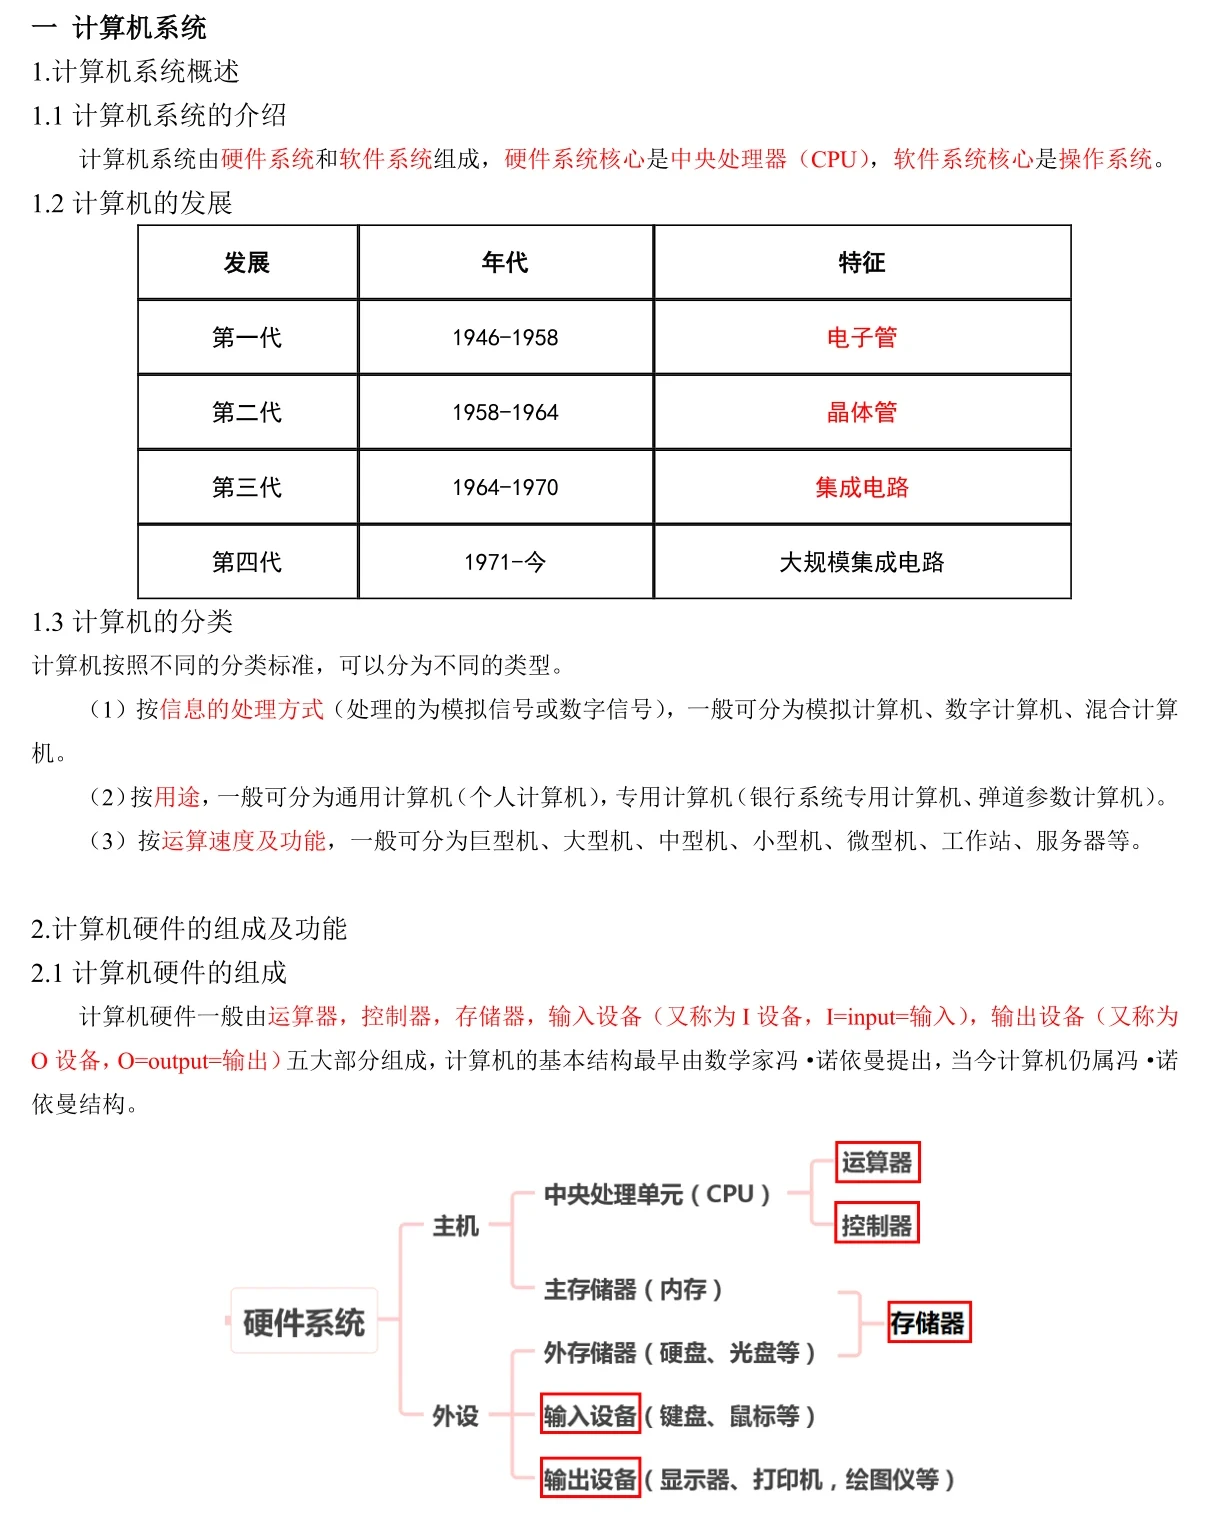 一 计算机系统
1.计算机系统概述
1.1 计算机系统的介绍
计算机系统由硬件系统和软件系统组成，硬件系统核心是中央处理器（CPU），软件系统核心是操作系统。
1.2 计算机的发展
发展 年代 特征
第一代 1946-1958 电子管
第二代 1958-1964 晶体管
第三代 1964-1970 集成电路
第四代 1971-今 大规模集成电路
1.3 计算机的分类
计算机按照不同的分类标准，可以分为不同的类型。
（1）按信息的处理方式（处理的为模拟信号或数字信号），一般可分为模拟计算机、数字计算机、混合计算
机。
（2）按用途，一般可分为通用计算机（个人计算机），专用计算机（银行系统专用计算机、弹道参数计算机）。
（3）按运算速度及功能，一般可分为巨型机、大型机、中型机、小型机、微型机、工作站、服务器等。
2.计算机硬件的组成及功能
2.1 计算机硬件的组成
计算机硬件一般由运算器，控制器，存储器，输入设备（又称为 I 设备，I=input=输入），输出设备（又称为
O 设备，O=output=输出）五大部分组成，计算机的基本结构最早由数学家冯·诺依曼提出，当今计算机仍属冯·诺
依曼结构。
运算器
中央处理单元（CPU）
主机
控制器
主存储器（内存）
硬件系统
存储器
外存储器（硬盘、光盘等）
外设
输入设备（键盘、鼠标等）
输出设备（显示器、打印机，绘图仪等）